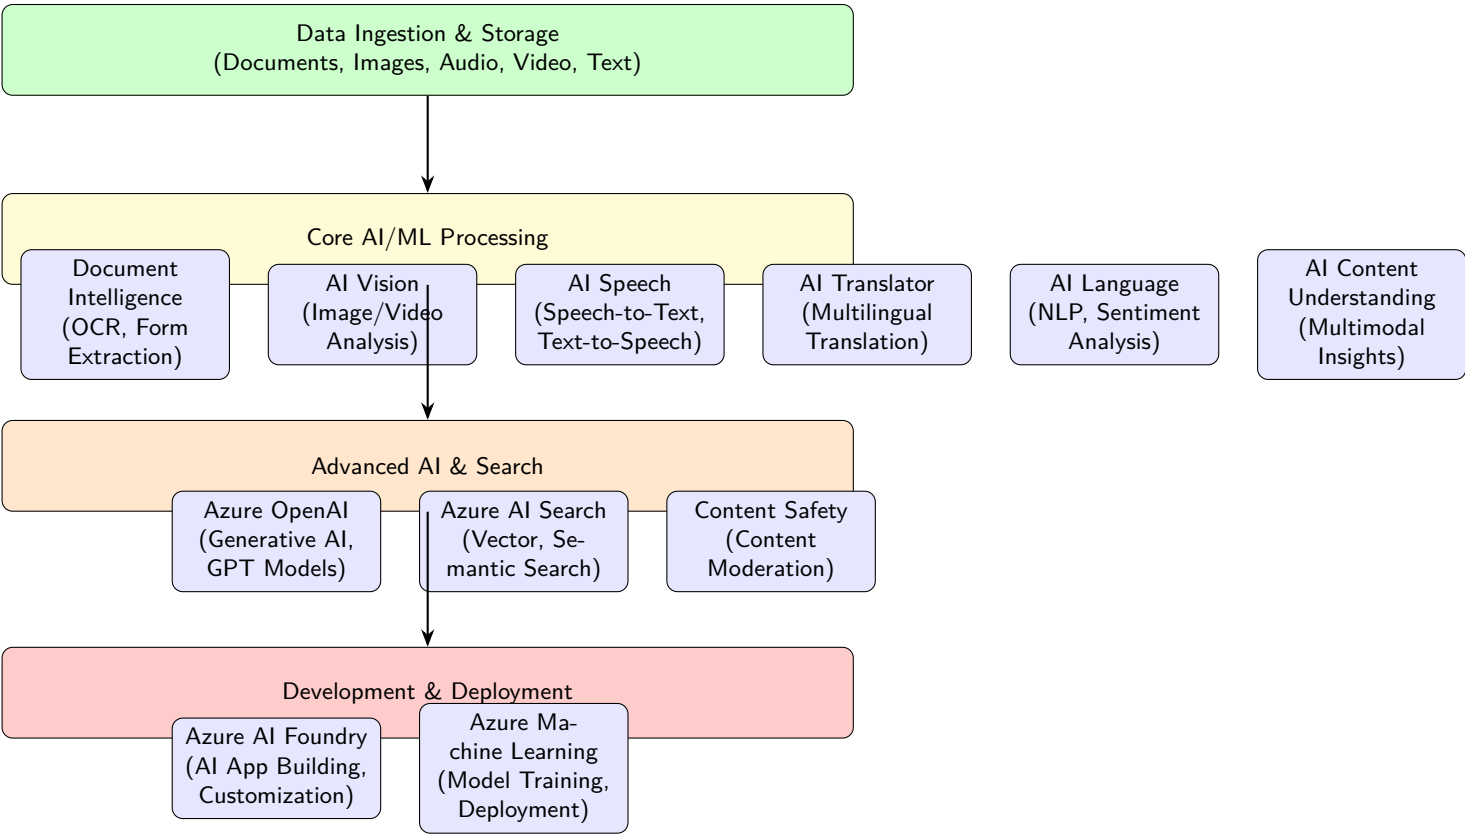 Data Ingestion & Storage
(Documents, Images, Audio, Video, Text)
Core AI/ML Processing
Document
Intelligence
(OCR, Form
Extraction)
AI Vision
(Image/Video
Analysis)
AI Speech
(Speech-to-Text,
Text-to-Speech)
AI Translator
(Multilingual
Translation)
AI Language
(NLP, Sentiment
Analysis)
AI Content
Understanding
(Multimodal
Insights)
Advanced AI & Search
Azure OpenAI
(Generative AI,
GPT Models)
Azure AI Search
(Vector, Se-
mantic Search)
Content Safety
(Content
Moderation)
Development & Deployment
Azure AI Foundry
(AI App Building,
Customization)
Azure Ma-
chine Learning
(Model Training,
Deployment)